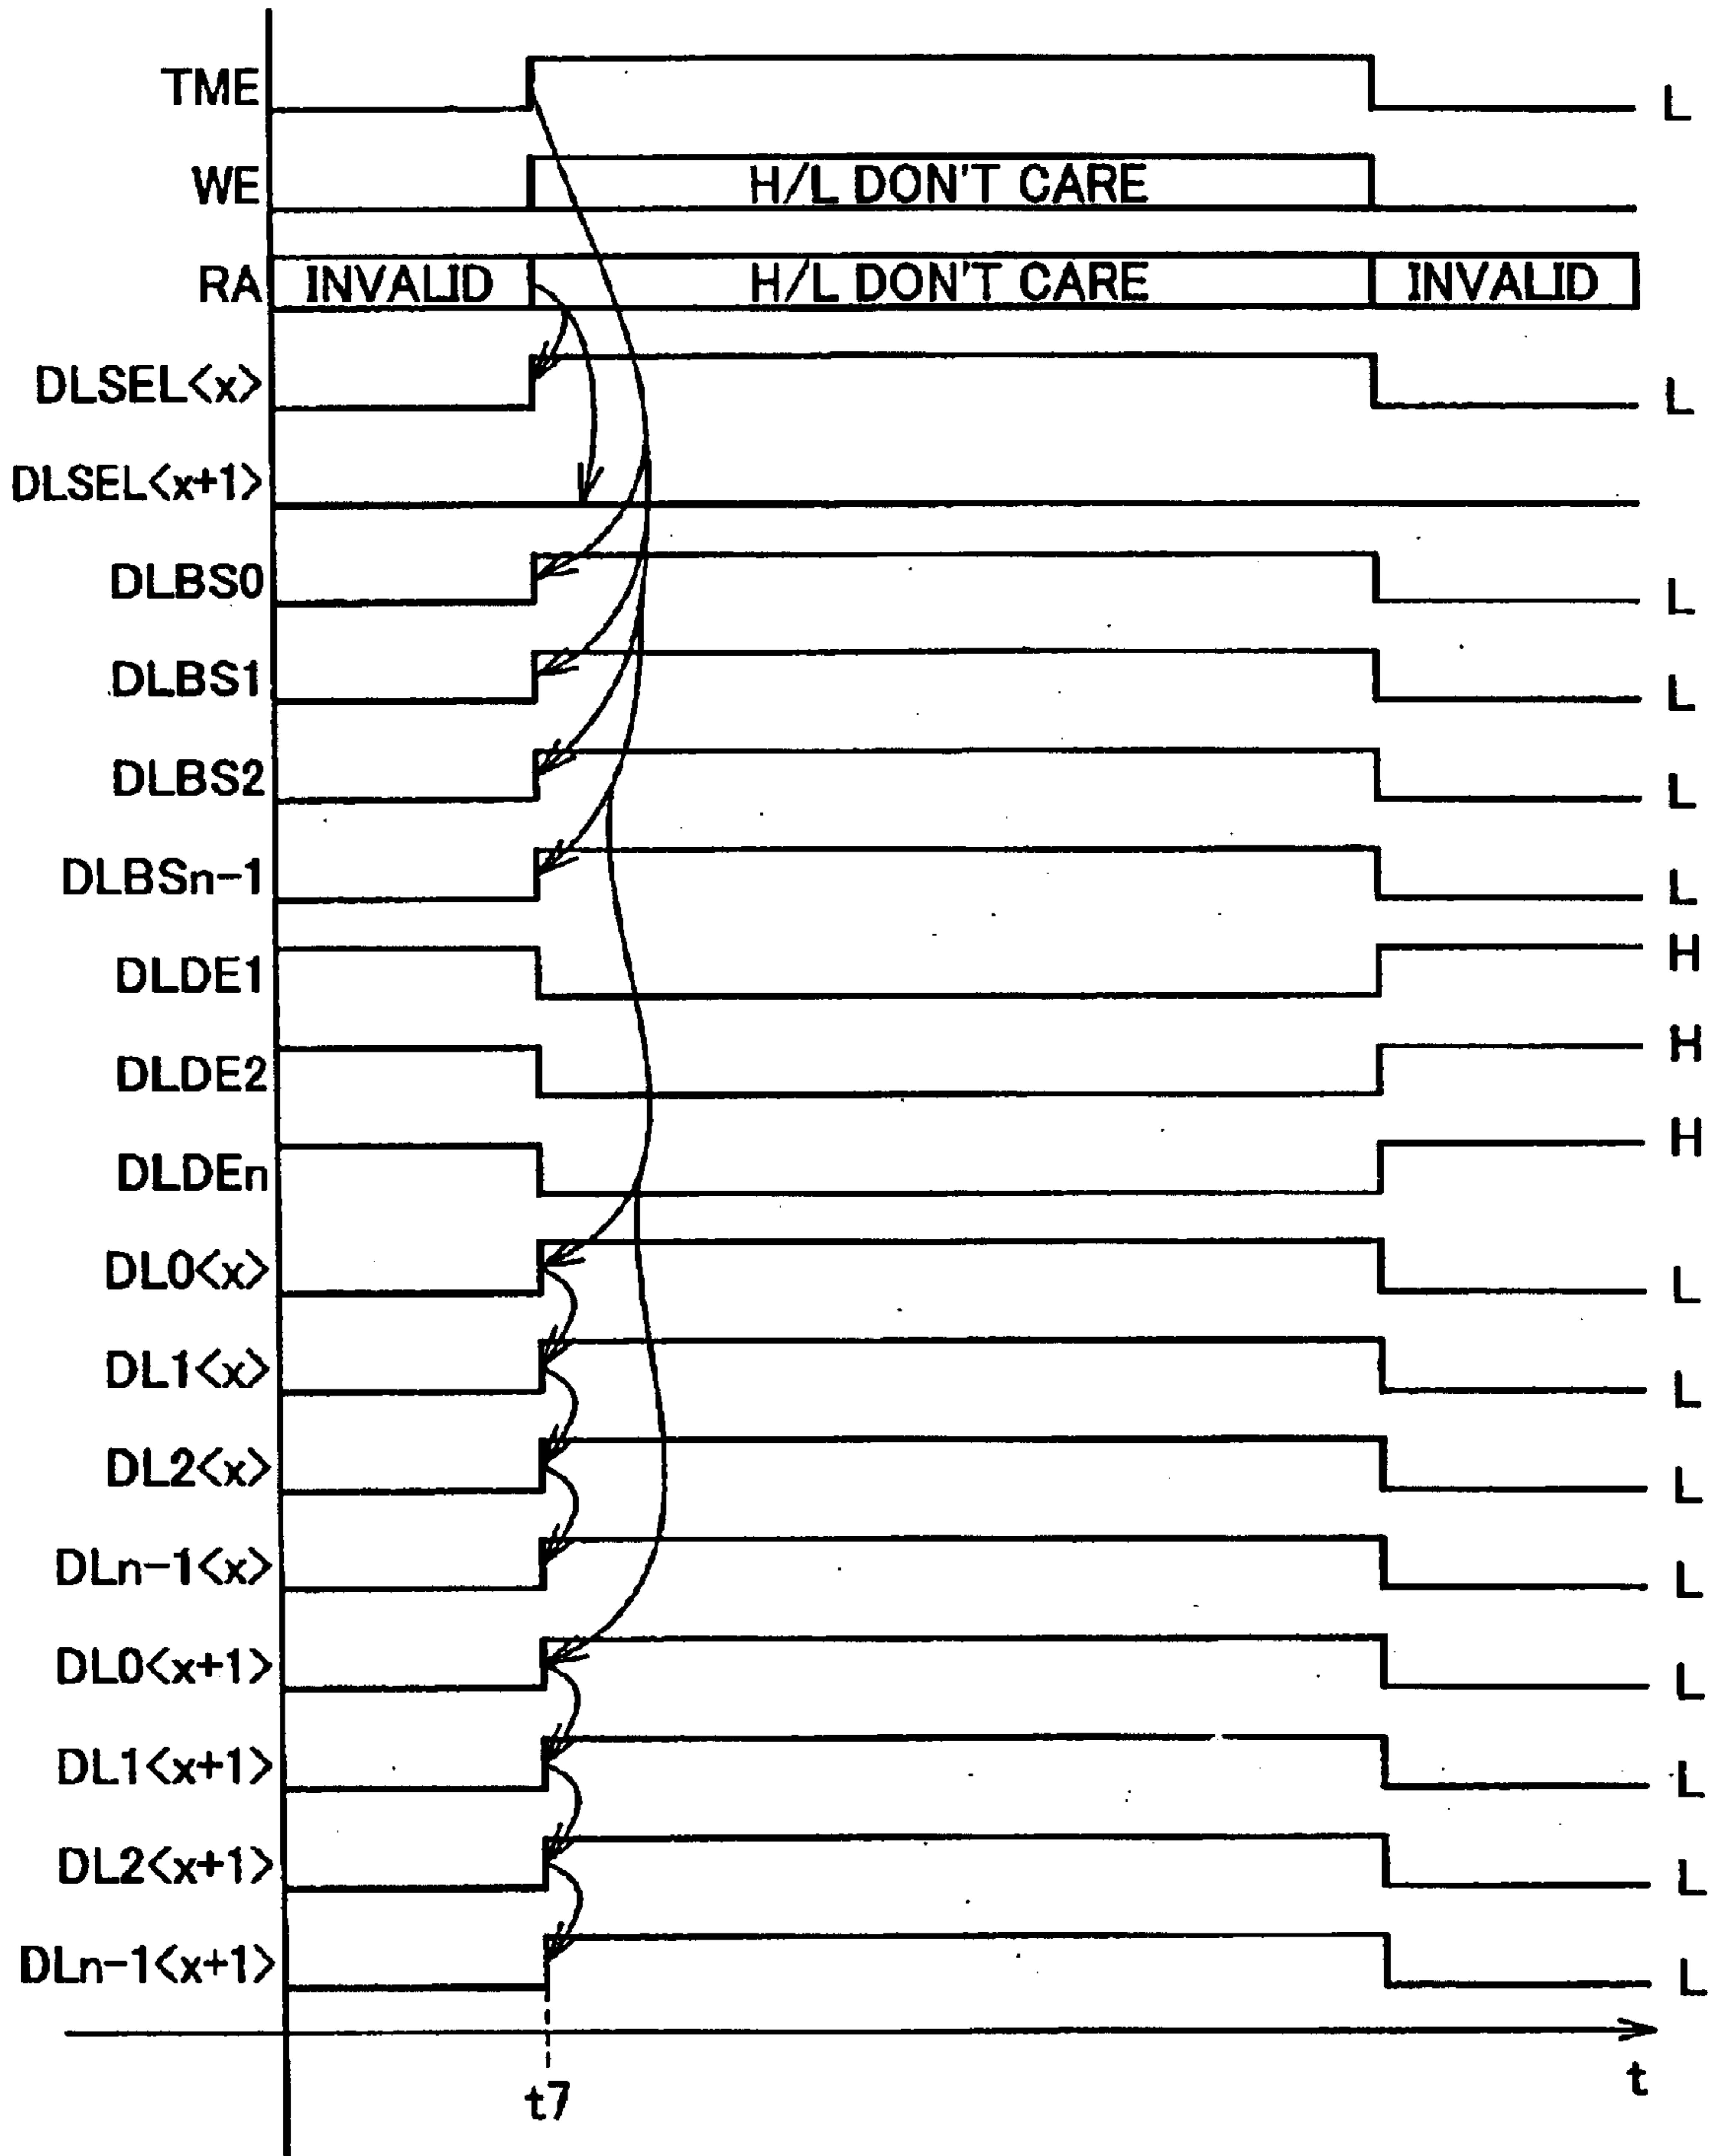 TME L
WE H/L DON'T CARE
RA INVALID H/L DON'T CARE INVALID
DLSEL<x> L
DLSEL<x+1>
DLBS0 L
DLBS1 L
DLBS2 L
DLBSn-1 L
DLDE1 H
DLDE2 H
DLDEn H
DL0<x> L
DL1<x> L
DL2<x> L
DLn-1<x> L
DL0<x+1> L
DL1<x+1> L
DL2<x+1> L
DLn-1<x+1> L
t7 t